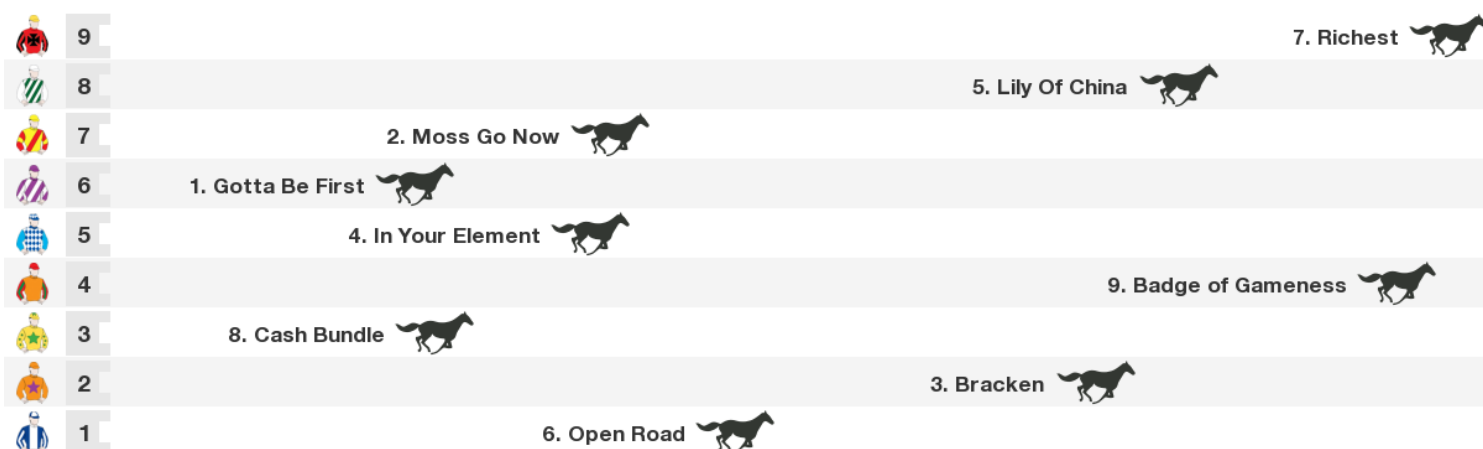 9 7. Richest
8 5. Lily Of China
7 2. Moss Go Now
6 1. Gotta Be First
5 4. In Your Element
4 9. Badge of Gameness
3 8. Cash Bundle
2 3. Bracken
1 6. Open Road